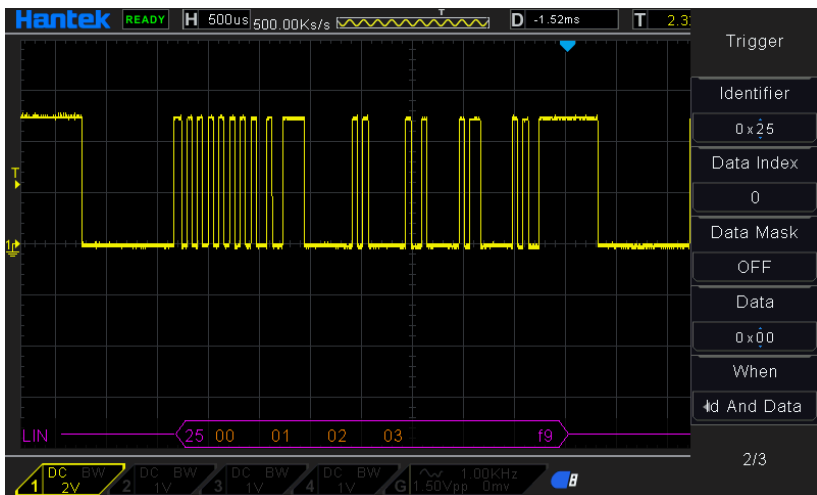 Hantek READY H 500us 500.00Ks/s T D -1.52ms T 2.3
Trigger
Identifier
0x25
Data Index
0
Data Mask
OFF
Data
0x00
When
Id And Data
2/3
T
1
LIN 25 00 01 02 03 f9
1 DC BW 2V 2 DC BW 1V 3 DC BW 1V 4 DC BW 1V G 1.00KHz 1.50Vpp 0mv